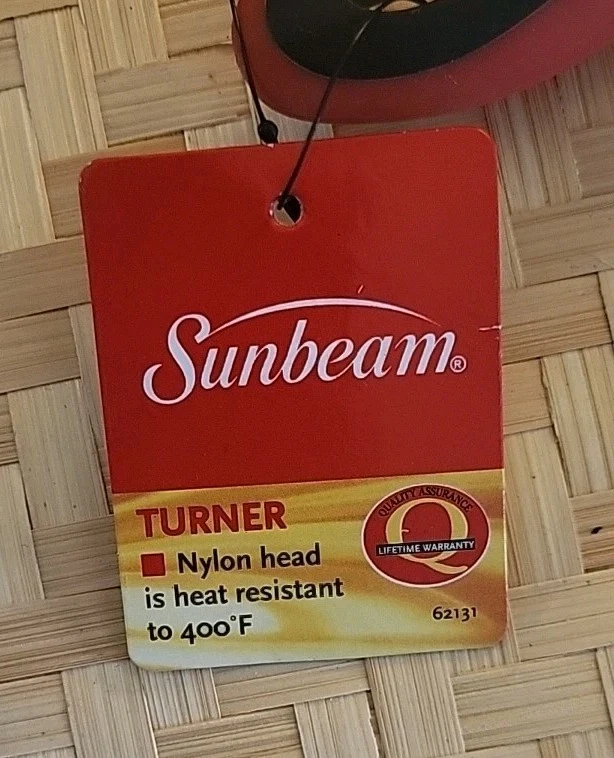 Sunbeam®
TURNER
Nylon head
is heat resistant
to 400°F
QUALITY ASSURANCE
Q
LIFETIME WARRANTY
62131